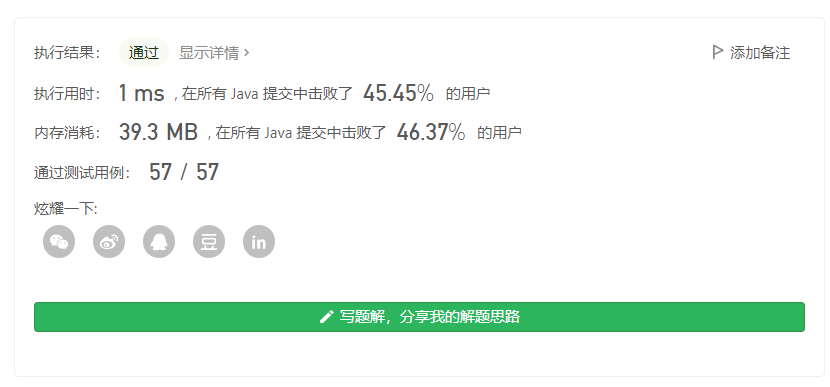 执行结果： 通过 显示详情 > 添加备注
执行用时： 1 ms , 在所有 Java 提交中击败了 45.45% 的用户
内存消耗： 39.3 MB , 在所有 Java 提交中击败了 46.37% 的用户
通过测试用例： 57 / 57
炫耀一下:
豆 in
写题解，分享我的解题思路